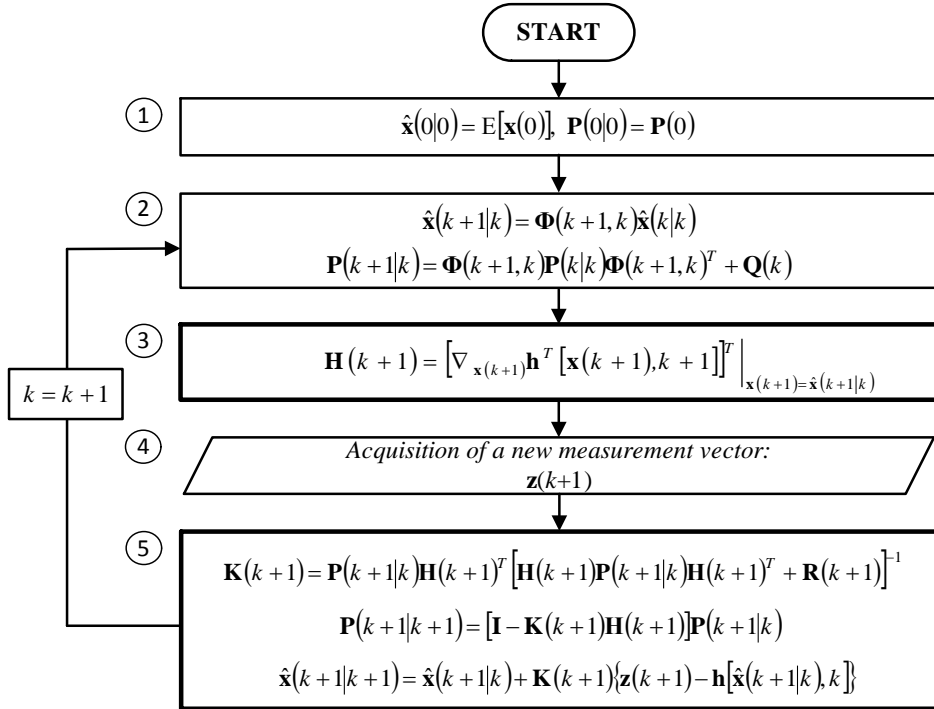 START
1
x̂(0|0) = E[x(0)], P(0|0) = P(0)
2
x̂(k+1|k) = Φ(k+1,k)x̂(k|k)
P(k+1|k) = Φ(k+1,k)P(k|k)Φ(k+1,k)^T + Q(k)
3
H(k+1) = [∇_x(k+1) h^T[x(k+1),k+1]]^T |_x(k+1)=x̂(k+1|k)
k = k+1
4
Acquisition of a new measurement vector:
z(k+1)
5
K(k+1) = P(k+1|k)H(k+1)^T[H(k+1)P(k+1|k)H(k+1)^T + R(k+1)]^-1
P(k+1|k+1) = [I − K(k+1)H(k+1)]P(k+1|k)
x̂(k+1|k+1) = x̂(k+1|k) + K(k+1){z(k+1) − h[x̂(k+1|k),k]}